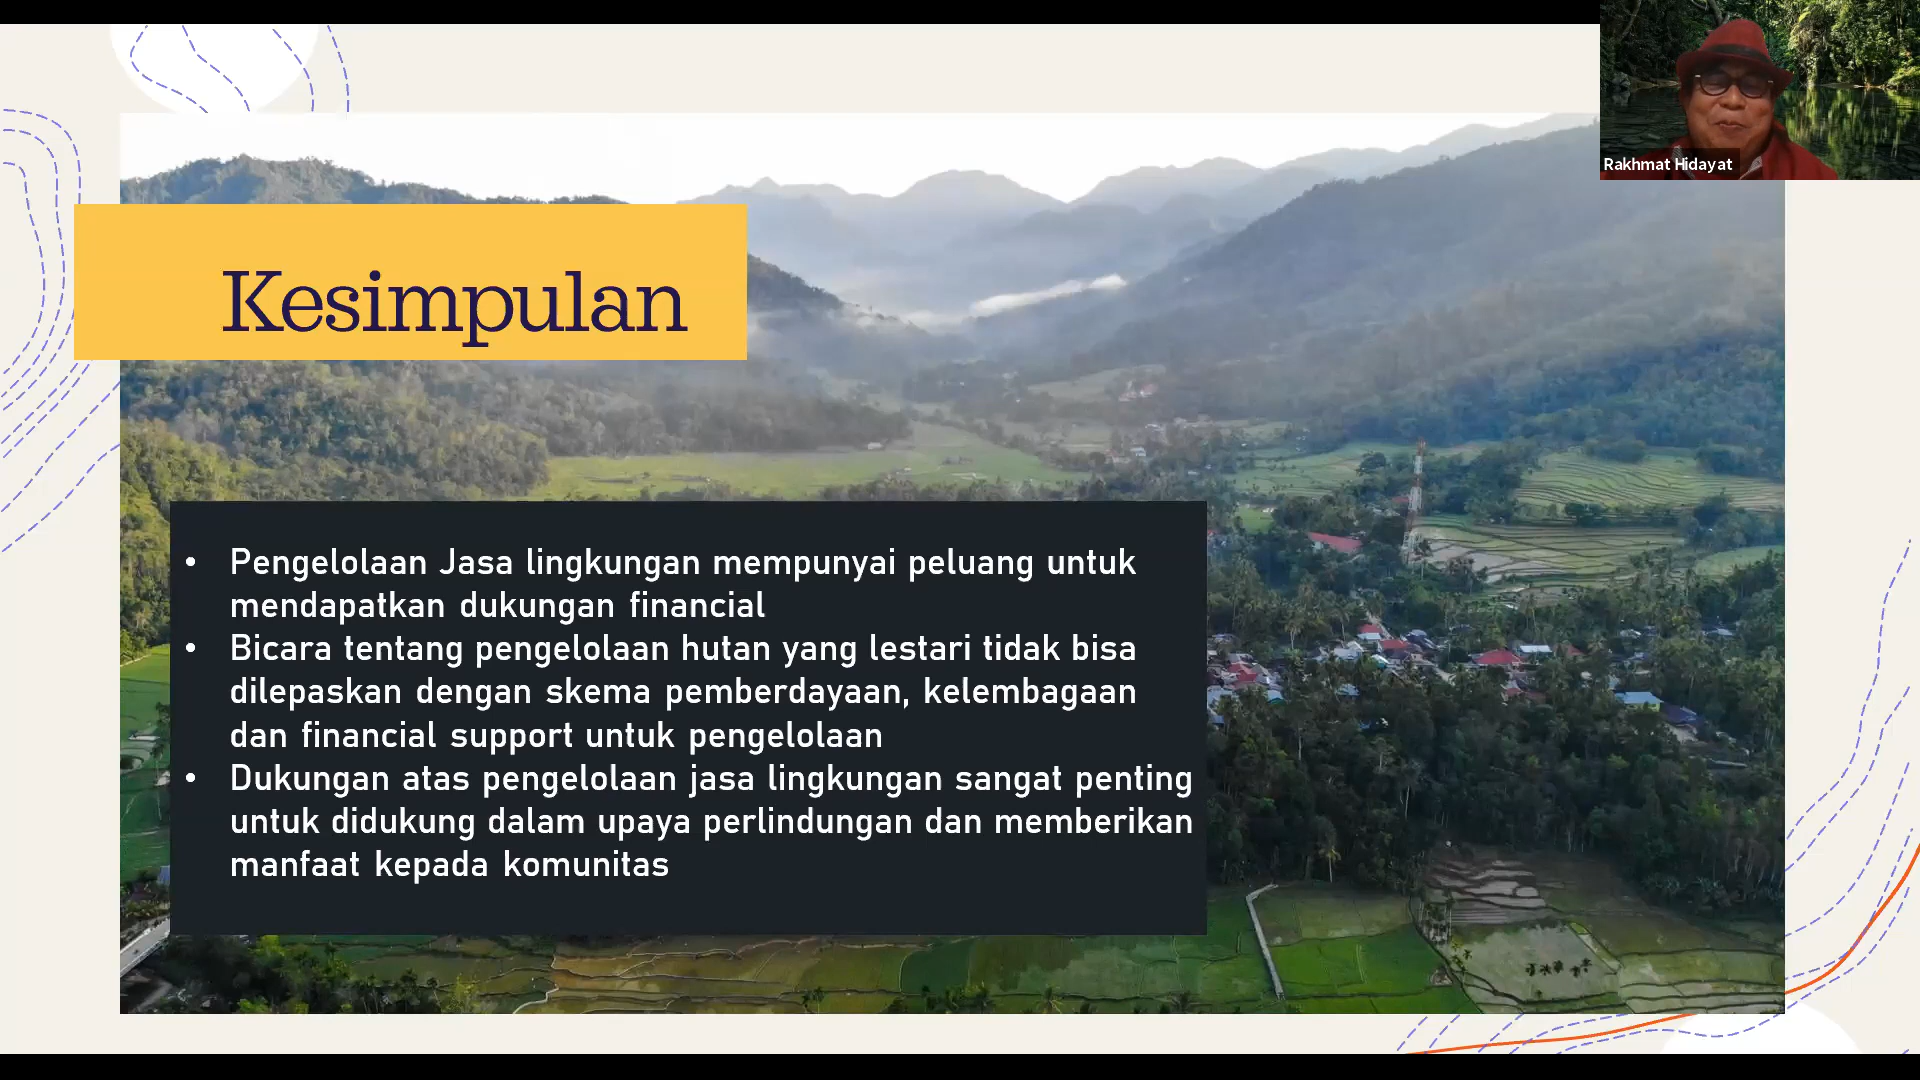 Rakhmat Hidayat
Kesimpulan
• Pengelolaan Jasa lingkungan mempunyai peluang untuk
mendapatkan dukungan financial
• Bicara tentang pengelolaan hutan yang lestari tidak bisa
dilepaskan dengan skema pemberdayaan, kelembagaan
dan financial support untuk pengelolaan
• Dukungan atas pengelolaan jasa lingkungan sangat penting
untuk didukung dalam upaya perlindungan dan memberikan
manfaat kepada komunitas